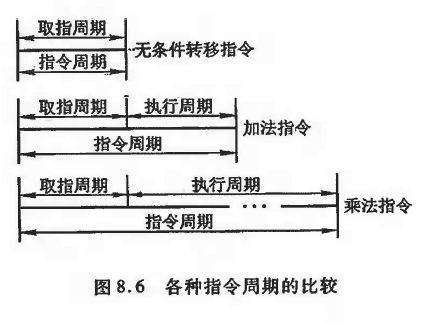 取指周期
无条件转移指令
指令周期
取指周期 执行周期
加法指令
指令周期
取指周期 执行周期
··· 乘法指令
指令周期
图8.6 各种指令周期的比较